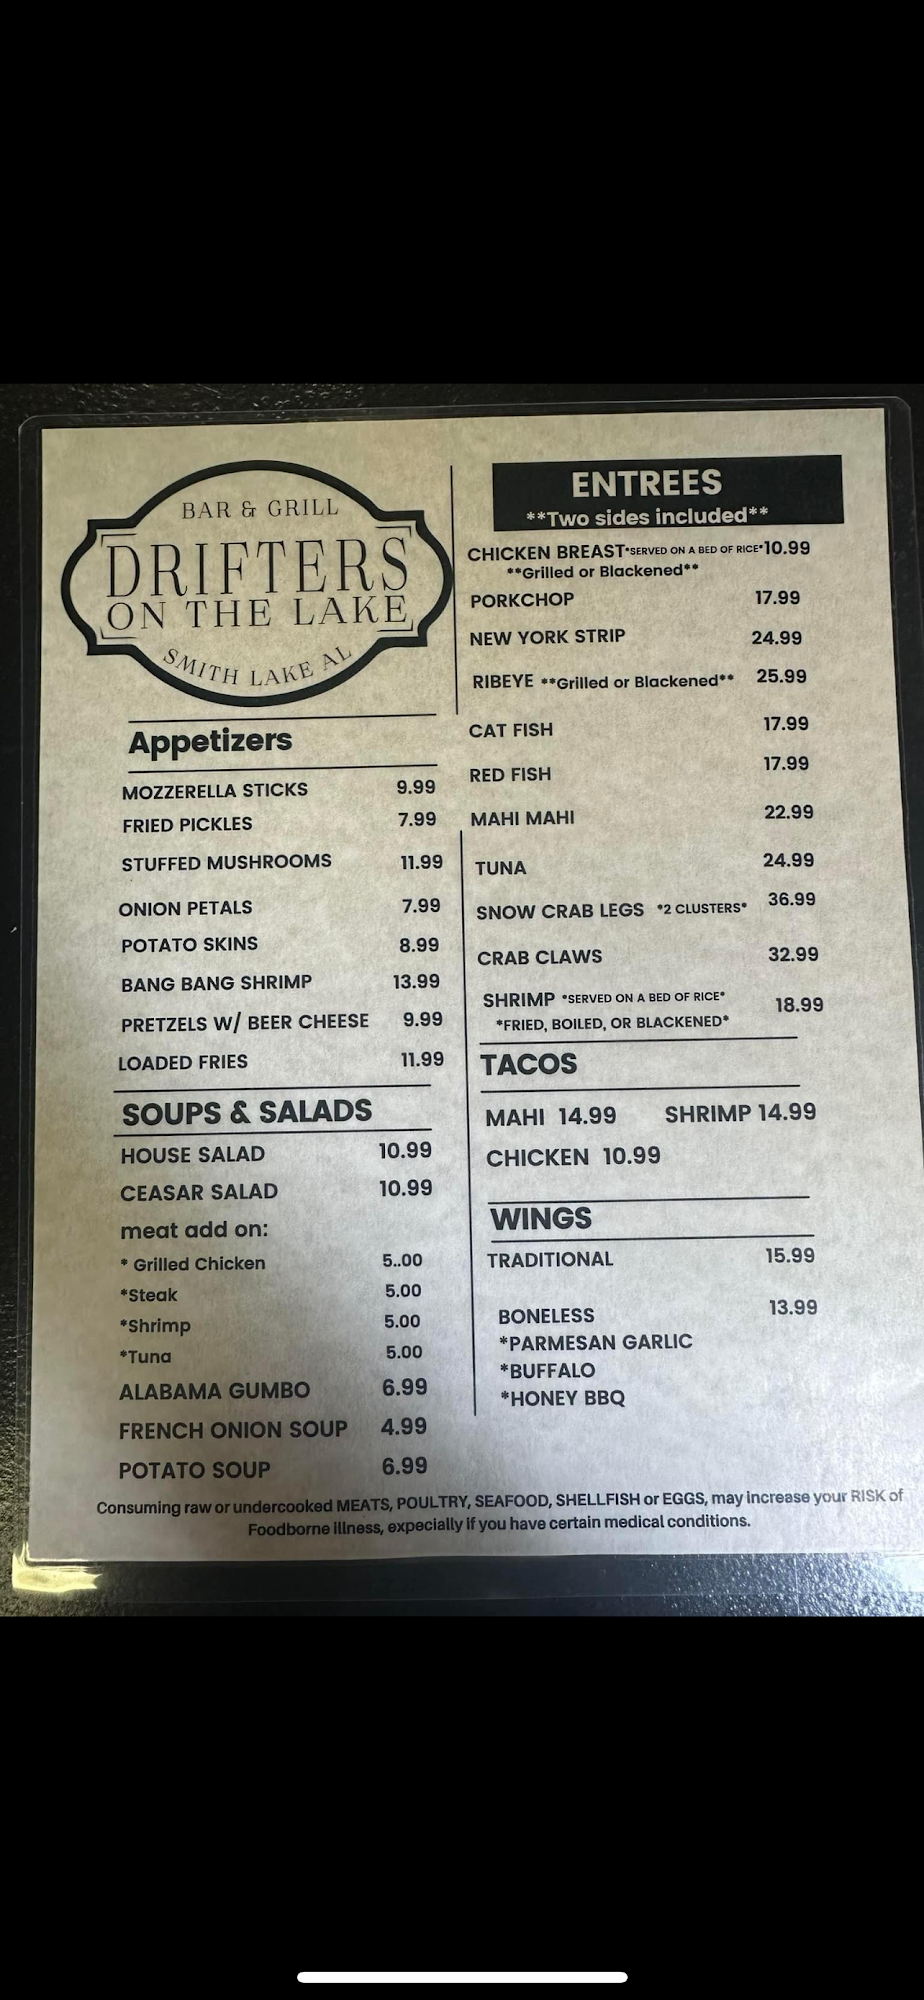 BAR & GRILL
DRIFTERS
ON THE LAKE
SMITH LAKE AL
Appetizers
MOZZERELLA STICKS 9.99
FRIED PICKLES 7.99
STUFFED MUSHROOMS 11.99
ONION PETALS 7.99
POTATO SKINS 8.99
BANG BANG SHRIMP 13.99
PRETZELS W/ BEER CHEESE 9.99
LOADED FRIES 11.99
SOUPS & SALADS
HOUSE SALAD 10.99
CEASAR SALAD 10.99
meat add on:
* Grilled Chicken 5..00
*Steak 5.00
*Shrimp 5.00
*Tuna 5.00
ALABAMA GUMBO 6.99
FRENCH ONION SOUP 4.99
POTATO SOUP 6.99
ENTREES
**Two sides included**
CHICKEN BREAST*SERVED ON A BED OF RICE*10.99
**Grilled or Blackened**
PORKCHOP 17.99
NEW YORK STRIP 24.99
RIBEYE **Grilled or Blackened** 25.99
CAT FISH 17.99
RED FISH 17.99
MAHI MAHI 22.99
TUNA 24.99
SNOW CRAB LEGS *2 CLUSTERS* 36.99
CRAB CLAWS 32.99
SHRIMP *SERVED ON A BED OF RICE* 18.99
*FRIED, BOILED, OR BLACKENED*
TACOS
MAHI 14.99 SHRIMP 14.99
CHICKEN 10.99
WINGS
TRADITIONAL 15.99
BONELESS 13.99
*PARMESAN GARLIC
*BUFFALO
*HONEY BBQ
Consuming raw or undercooked MEATS, POULTRY, SEAFOOD, SHELLFISH or EGGS, may increase your RISK of
Foodborne illness, expecially if you have certain medical conditions.